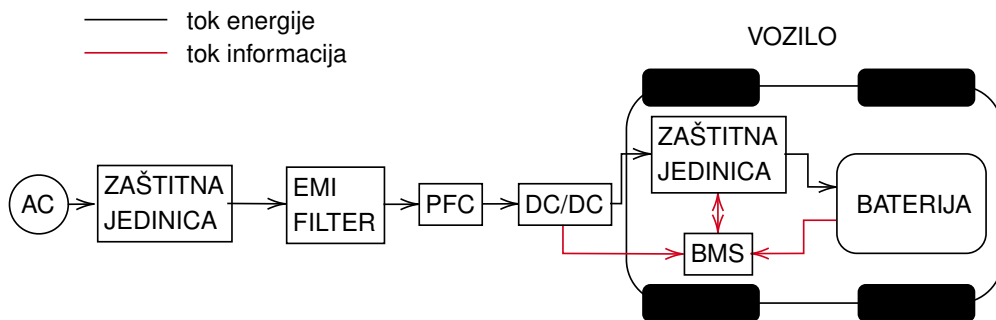 tok energije
tok informacija
VOZILO
AC
ZAŠTITNA
JEDINICA
EMI
FILTER
PFC
DC/DC
ZAŠTITNA
JEDINICA
BMS
BATERIJA